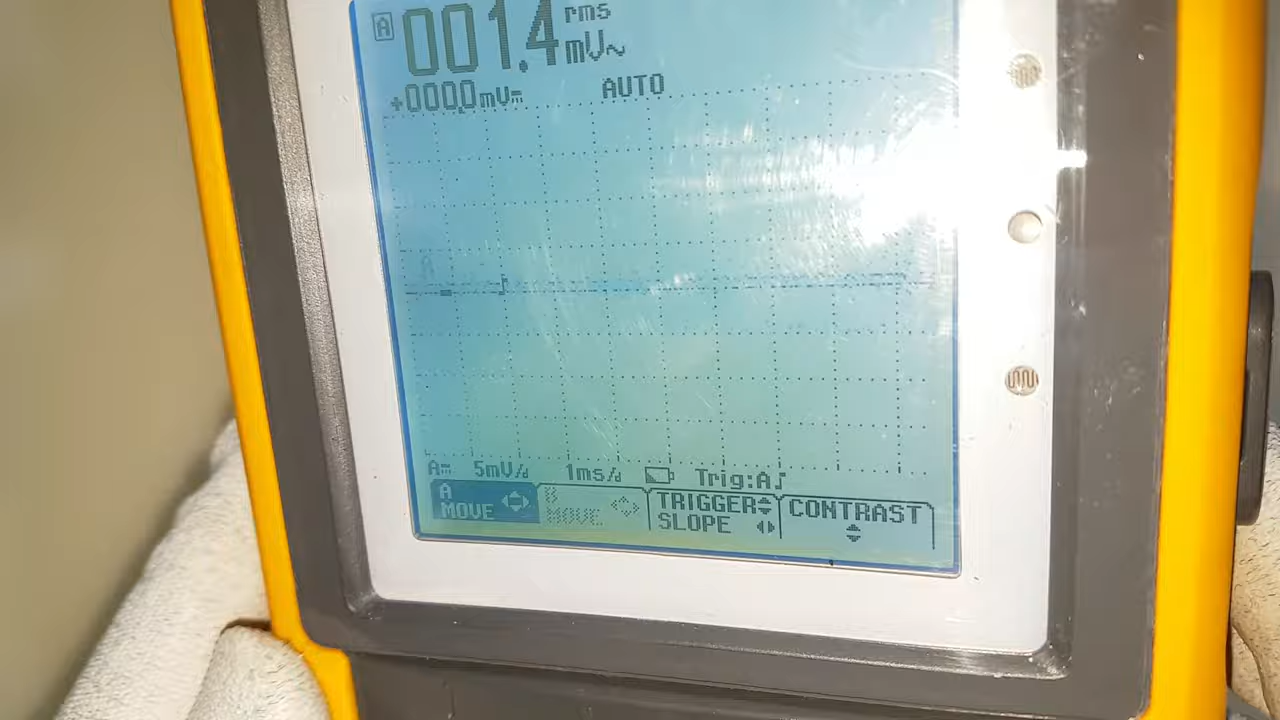 A 001.4 rms mV~
+000.0 mV⎓ AUTO
A
A⎓ 5mV/d 1ms/d Trig:A
A MOVE
B MOVE
TRIGGER
SLOPE
CONTRAST